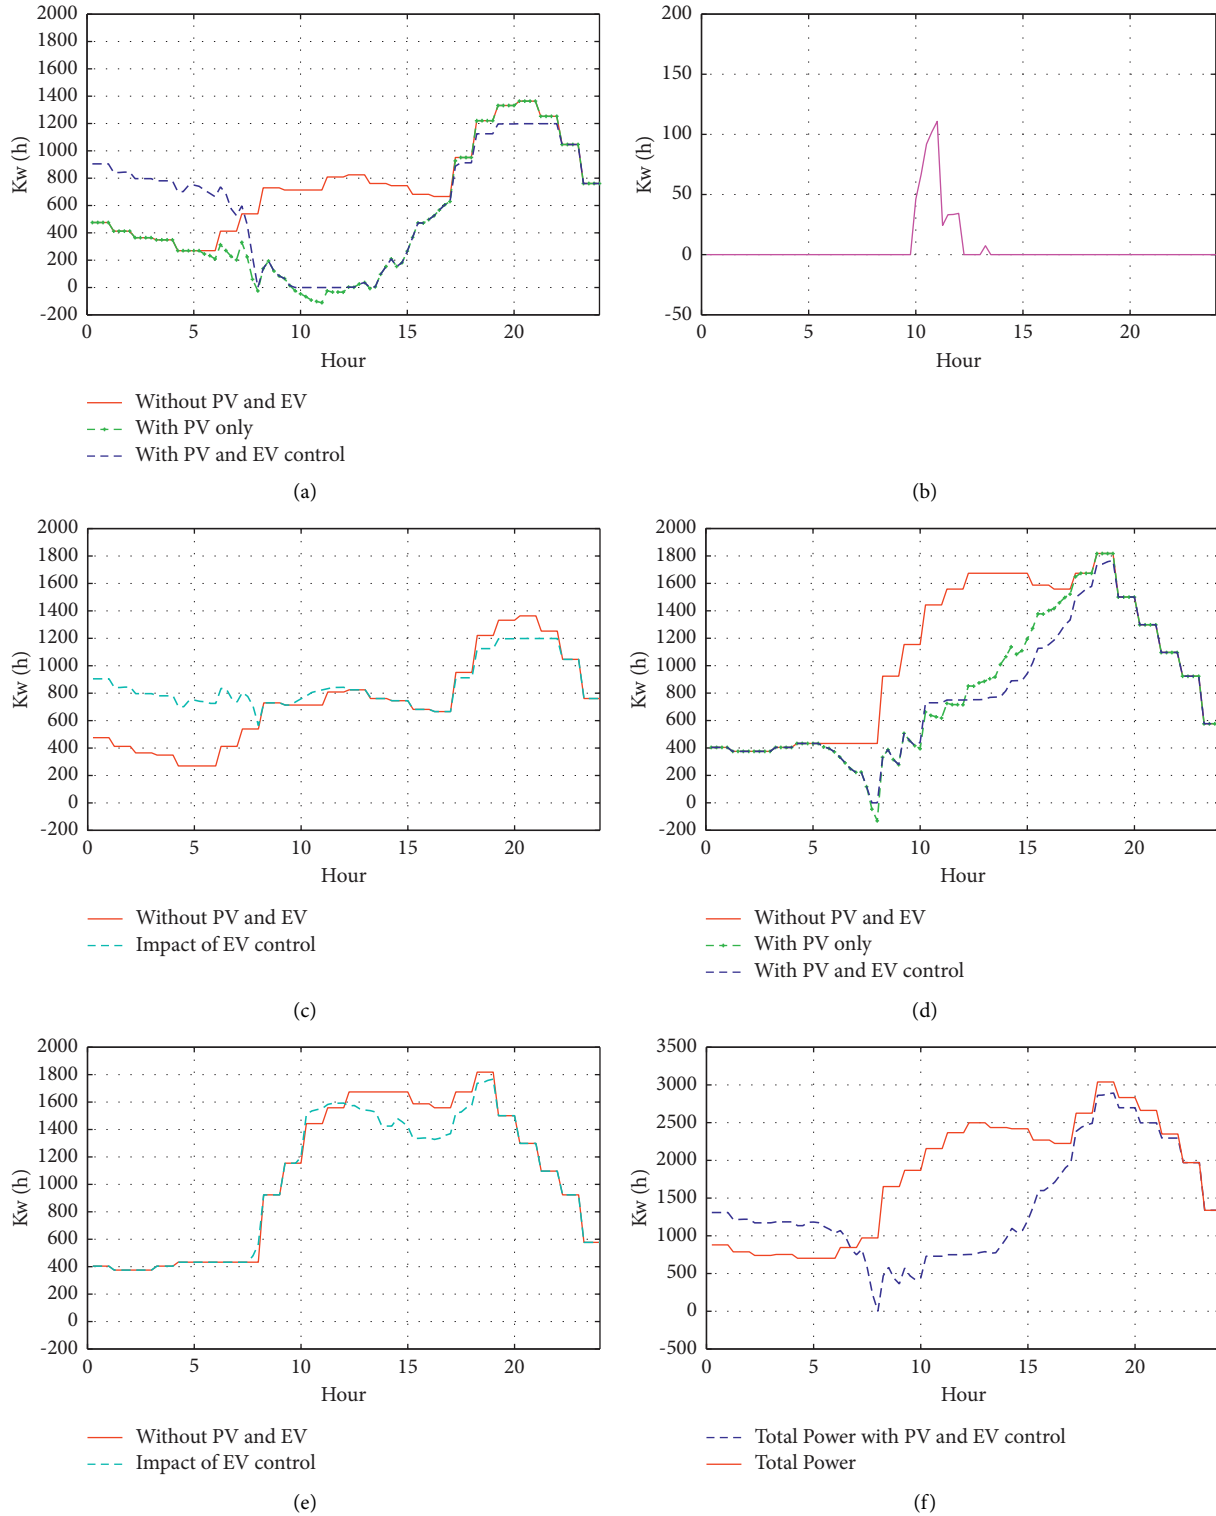 2000
1800
1600
1400
1200
1000
800
600
400
200
0
-200
Kw (h)
0 5 10 15 20
Hour
Without PV and EV
With PV only
With PV and EV control
(a)
200
150
100
50
0
-50
Kw (h)
0 5 10 15 20
Hour
(b)
2000
1800
1600
1400
1200
1000
800
600
400
200
0
-200
Kw (h)
0 5 10 15 20
Hour
Without PV and EV
Impact of EV control
(c)
2000
1800
1600
1400
1200
1000
800
600
400
200
0
-200
Kw (h)
0 5 10 15 20
Hour
Without PV and EV
With PV only
With PV and EV control
(d)
2000
1800
1600
1400
1200
1000
800
600
400
200
0
-200
Kw (h)
0 5 10 15 20
Hour
Without PV and EV
Impact of EV control
(e)
3500
3000
2500
2000
1500
1000
500
0
-500
Kw (h)
0 5 10 15 20
Hour
Total Power with PV and EV control
Total Power
(f)